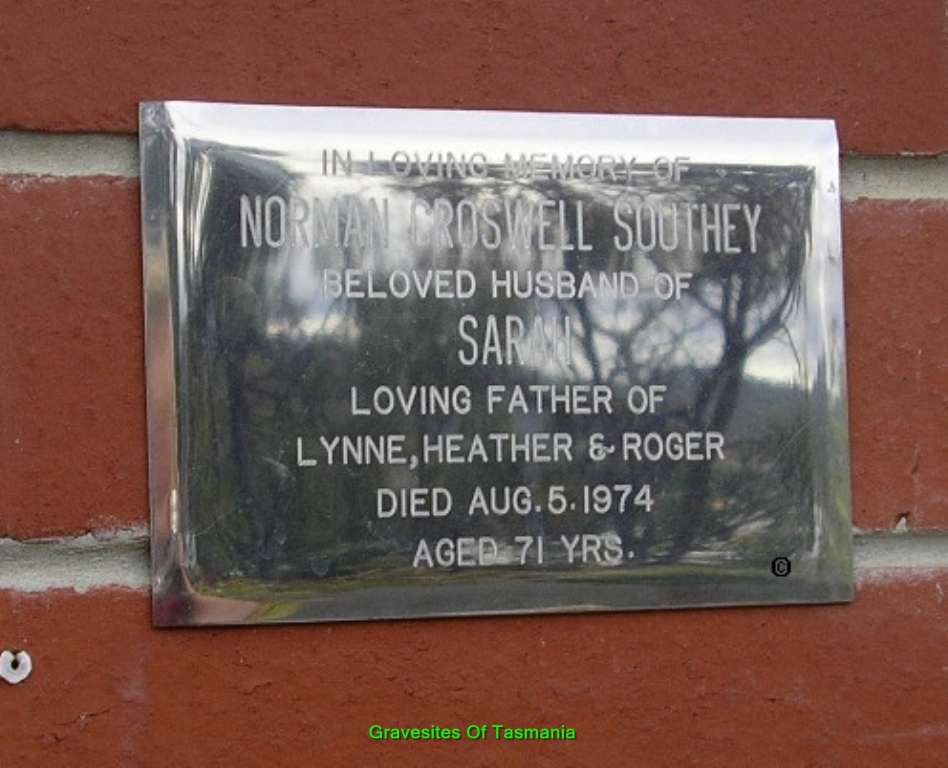 IN LOVING MEMORY OF
NORMAN CROSWELL SOUTHEY
BELOVED HUSBAND OF
SARAH
LOVING FATHER OF
LYNNE, HEATHER & ROGER
DIED AUG. 5. 1974
AGED 71 YRS.
©
Gravesites Of Tasmania